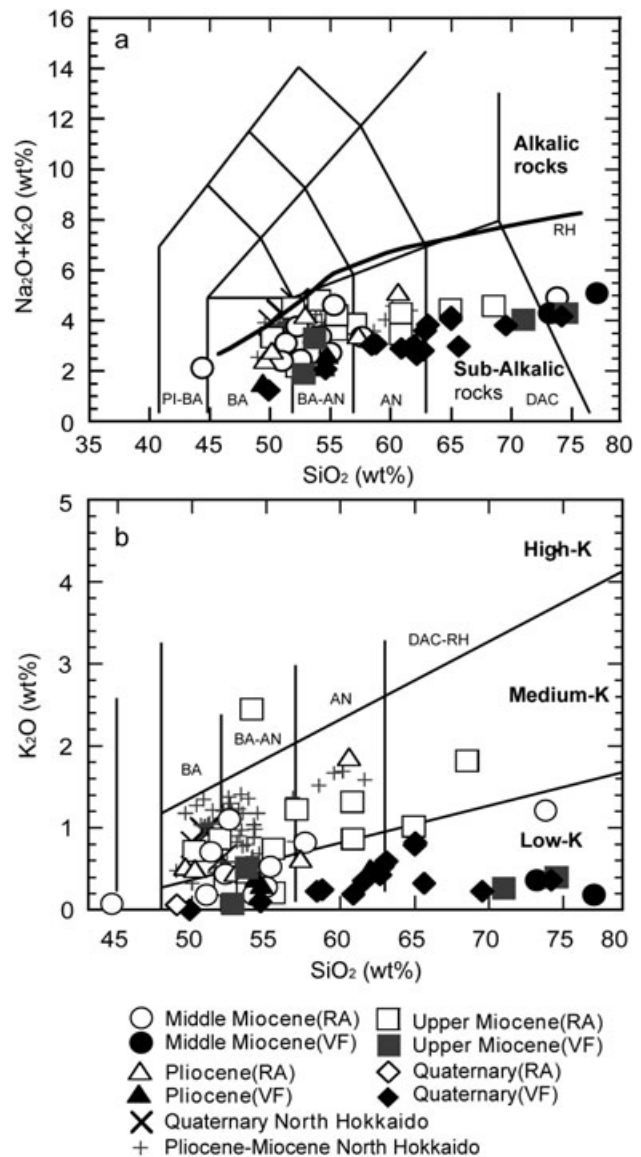 a
16
14
12
10
8
6
4
2
0
Na₂O+K₂O (wt%)
Alkalic
rocks
RH
Sub-Alkalic
rocks
PI-BA
BA
BA-AN
AN
DAC
35 40 45 50 55 60 65 70 75 80
SiO₂ (wt%)
b
5
4
3
2
1
0
K₂O (wt%)
High-K
DAC-RH
Medium-K
AN
BA-AN
BA
Low-K
45 50 55 60 65 70 75 80
SiO₂ (wt%)
Middle Miocene(RA) Upper Miocene(RA)
Middle Miocene(VF) Upper Miocene(VF)
Pliocene(RA) Quaternary(RA)
Pliocene(VF) Quaternary(VF)
Quaternary North Hokkaido
Pliocene-Miocene North Hokkaido